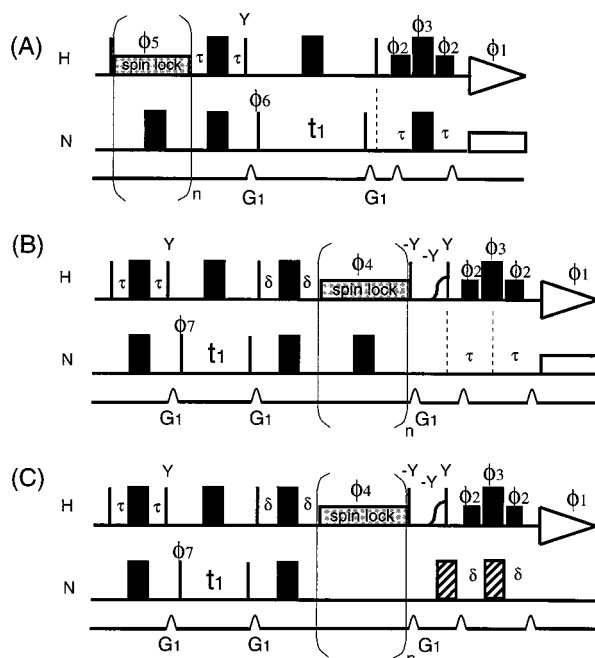 (A)
Y
ϕ3
ϕ5
ϕ2 ϕ2
ϕ1
H
spin lock
τ τ
ϕ6
N
t1
τ τ
n
G1 G1
(B)
Y
-Y -Y Y
ϕ3
ϕ4
ϕ2 ϕ2
ϕ1
H
τ τ
δ δ
spin lock
ϕ7
N
t1
τ τ
G1 G1 G1
n
(C)
Y
-Y -Y Y
ϕ3
ϕ4
ϕ2 ϕ2
ϕ1
H
τ τ
δ δ
spin lock
ϕ7
N
t1
δ δ
G1 G1 G1
n